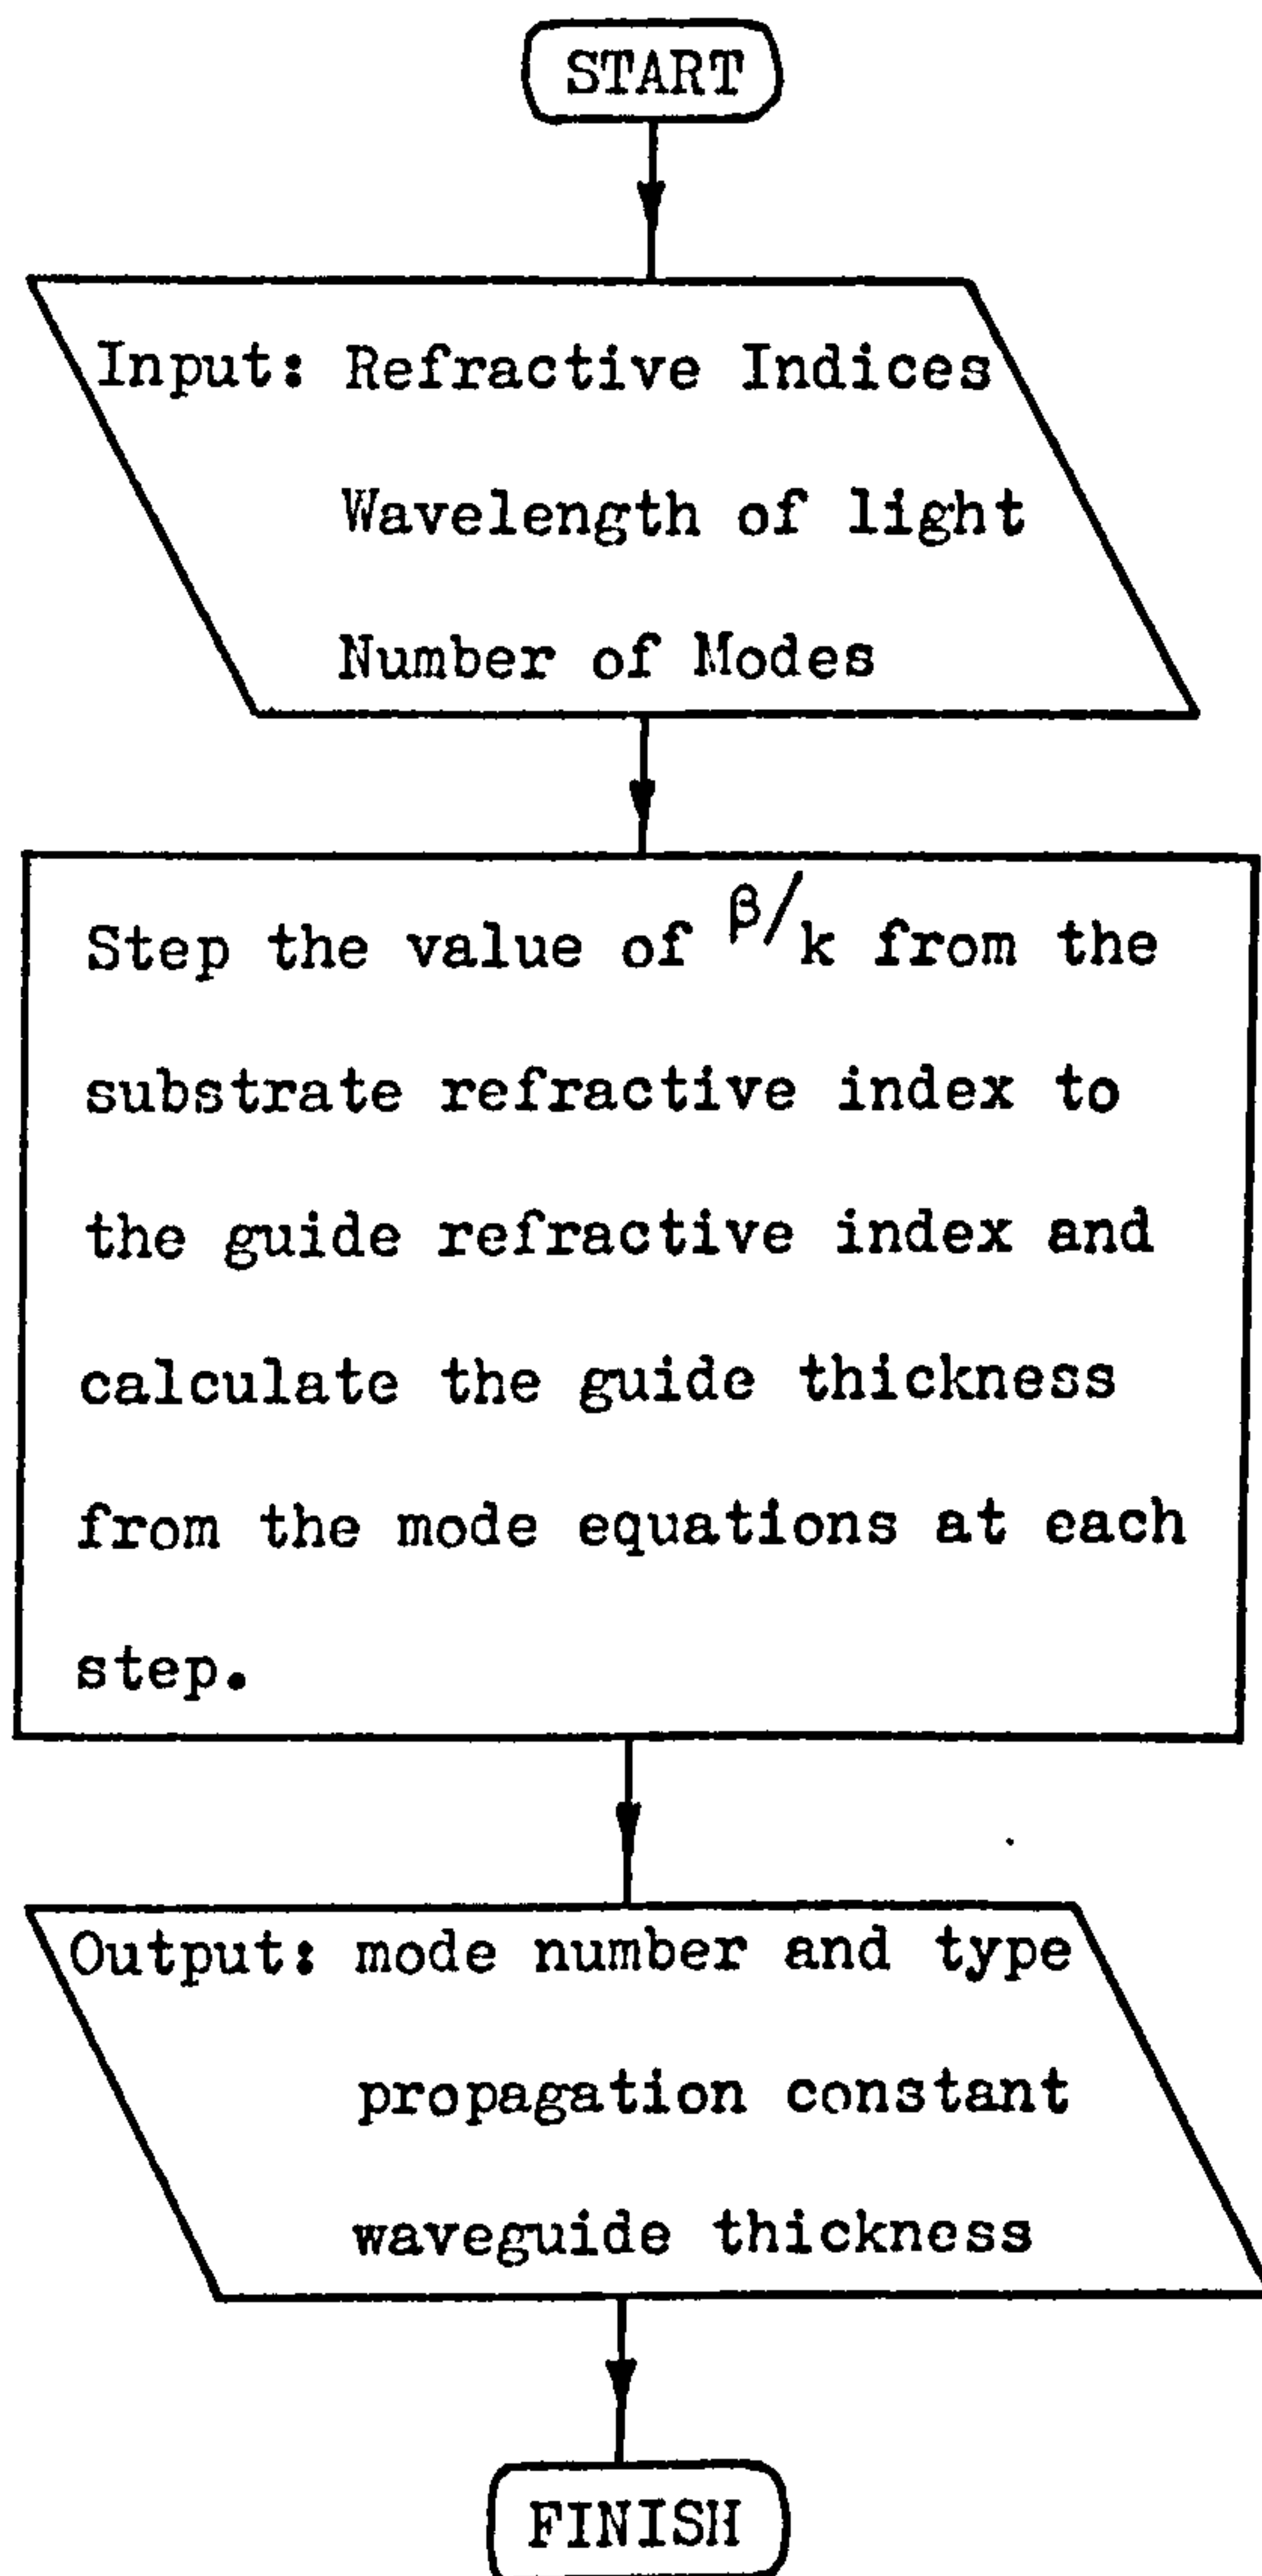 START
Input: Refractive Indices
Wavelength of light
Number of Modes
Step the value of β/k from the
substrate refractive index to
the guide refractive index and
calculate the guide thickness
from the mode equations at each
step.
Output: mode number and type
propagation constant
waveguide thickness
FINISH